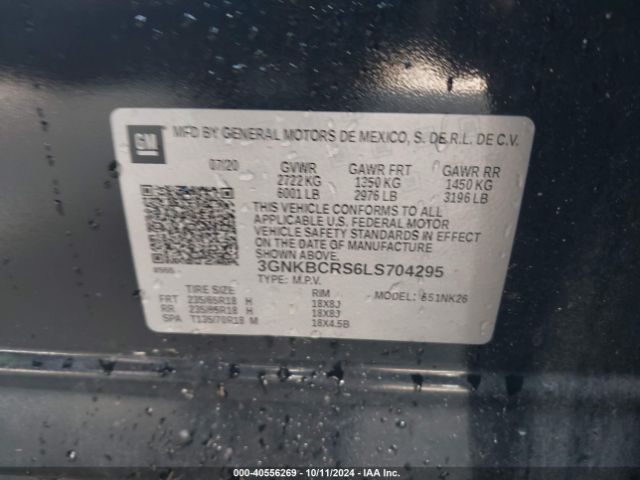 GM MFD BY GENERAL MOTORS DE MEXICO, S. DE R.L. DE C.V.
07/20 GVWR GAWR FRT GAWR RR
2722 KG 1350 KG 1450 KG
6001 LB 2976 LB 3196 LB
THIS VEHICLE CONFORMS TO ALL
APPLICABLE U.S. FEDERAL MOTOR
VEHICLE SAFETY STANDARDS IN EFFECT
ON THE DATE OF MANUFACTURE
SHOWN ABOVE.
3GNKBCRS6LS704295
TYPE: M.P.V.
TIRE SIZE RIM MODEL: 651NK26
FRT 235/65R18 H 18X8J
RR 235/65R18 H 18X8J
SPA T135/70R18 M 18X4.5B
000-40556269 - 10/11/2024 - IAA Inc.